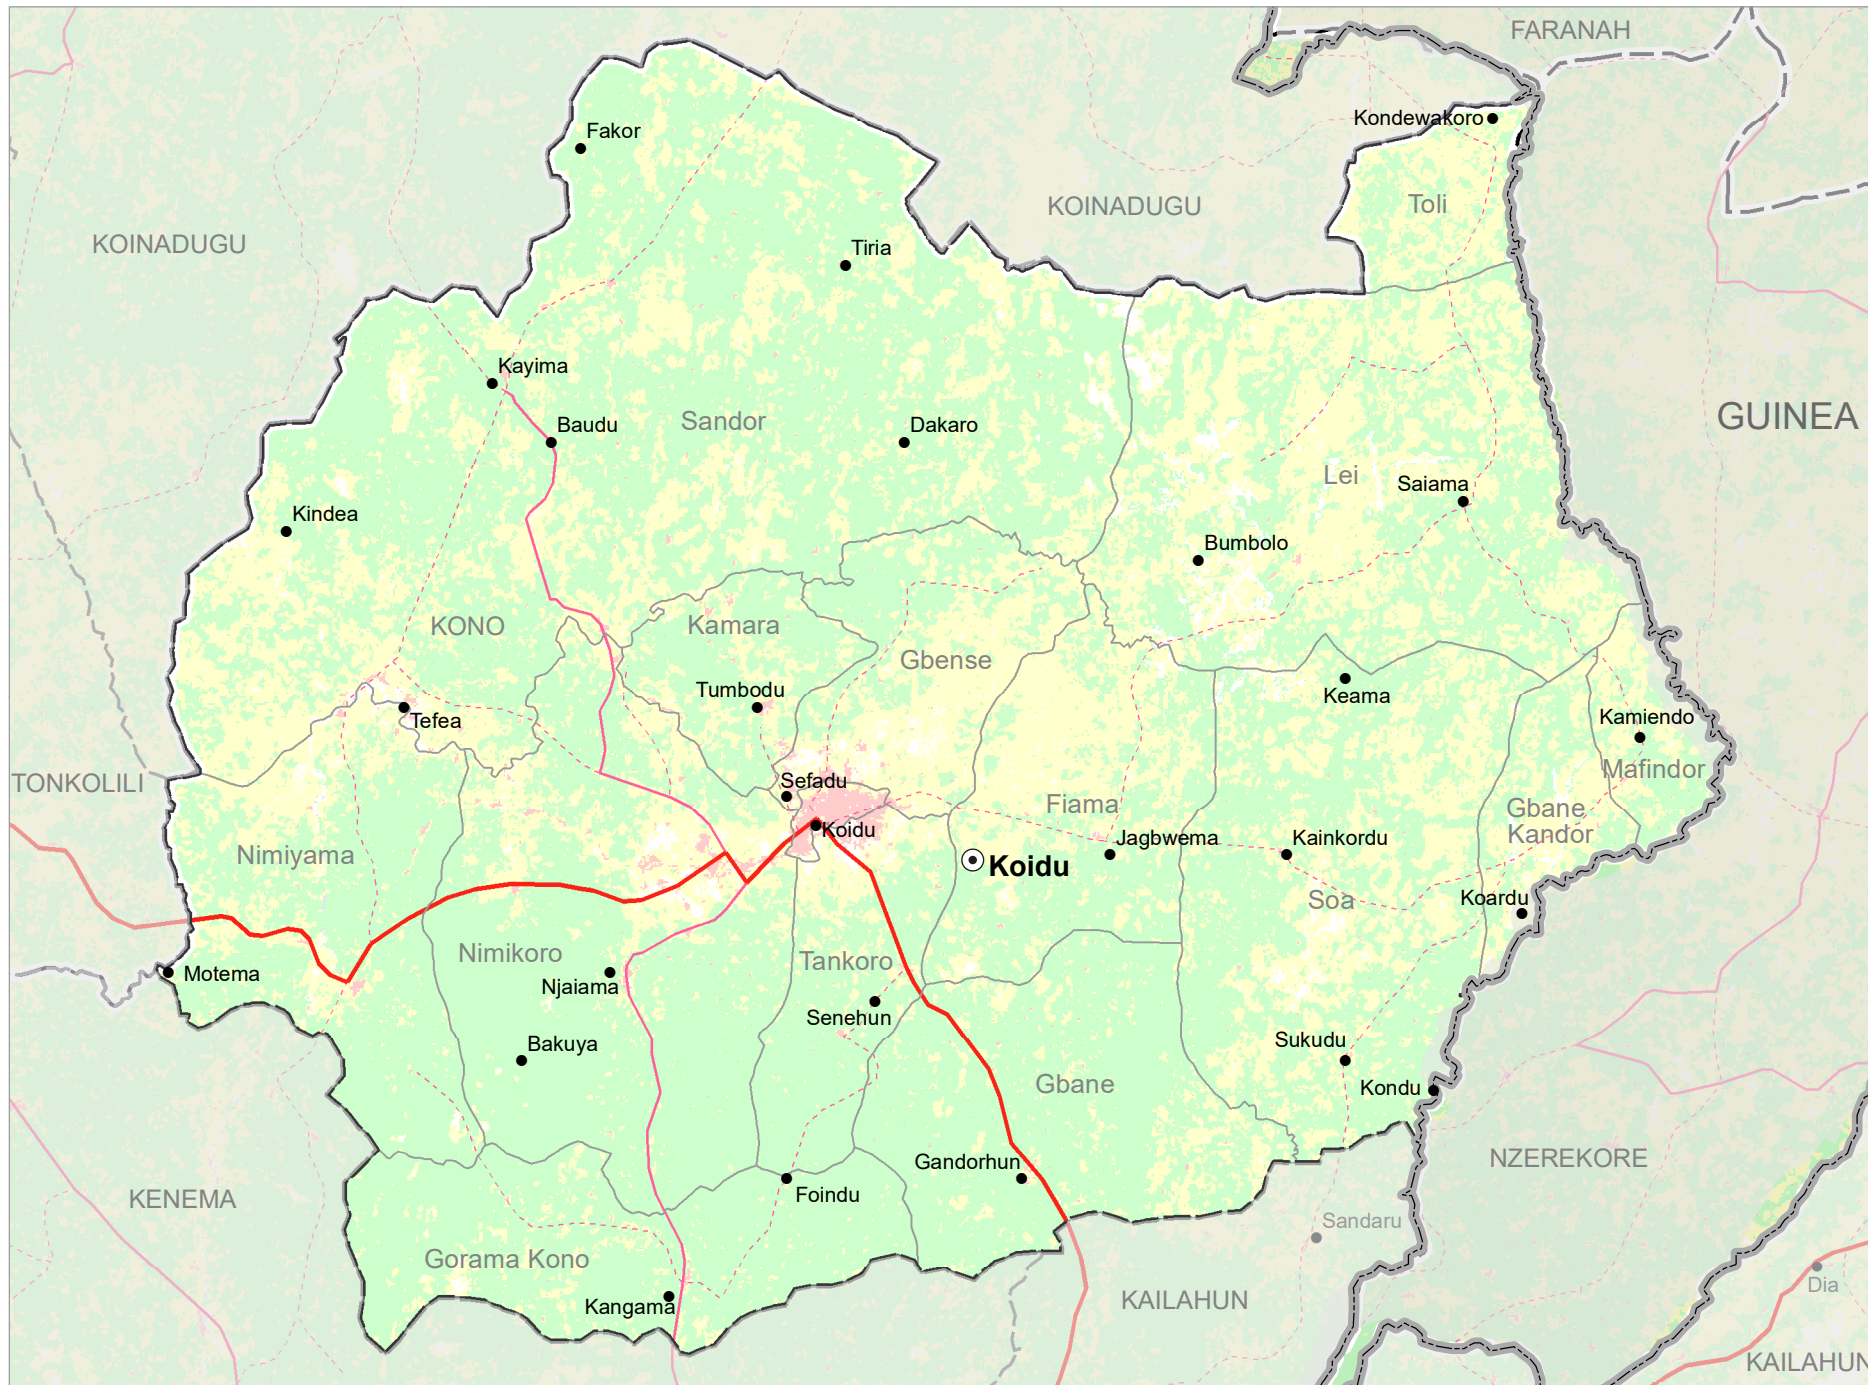 FARANAH
Kondewakoro
Fakor
Toli
KOINADUGU
KOINADUGU
Tiria
Kayima
GUINEA
Baudu
Sandor
Dakaro
Lei
Saiama
Kindea
Bumbolo
KONO
Kamara
Gbense
Tumbodu
Keama
Tefea
Kamiendo
Mafindor
TONKOLILI
Sefadu
Fiama
Gbane
Kandor
Koidu
Jagbwema
Kainkordu
Nimiyama
Koidu
Soa
Koardu
Nimikoro
Tankoro
Motema
Njaiama
Senehun
Bakuya
Sukudu
Gbane
Kondu
NZEREKORE
Gandorhun
KENEMA
Foindu
Sandaru
Gorama Kono
Dia
KAILAHUN
Kangama
KAILAHUN